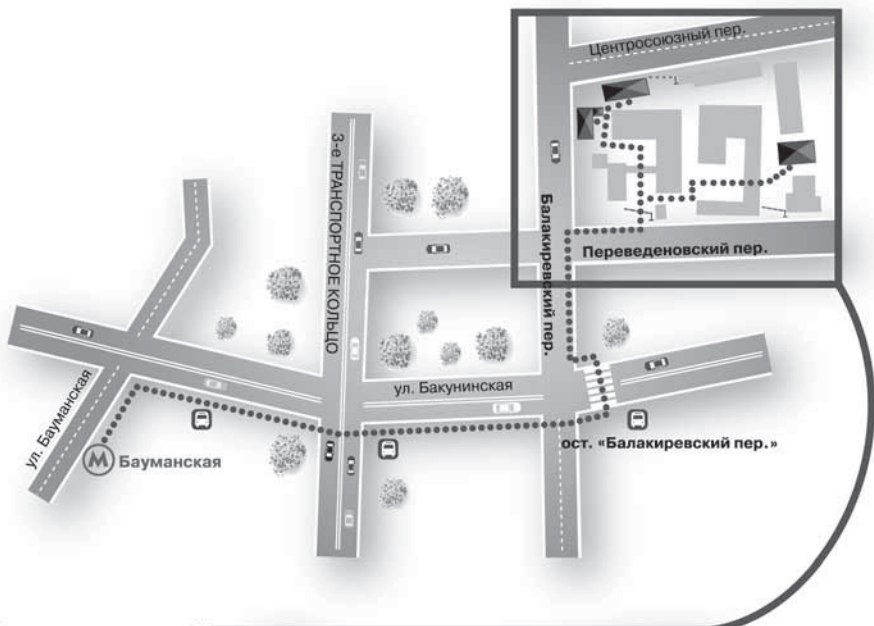 Центросоюзный пер.
3-е ТРАНСПОРТНОЕ КОЛЬЦО
Балакиревский пер.
Переведеновский пер.
ул. Бакунинская
ул. Бауманская
М Бауманская
ост. «Балакиревский пер.»